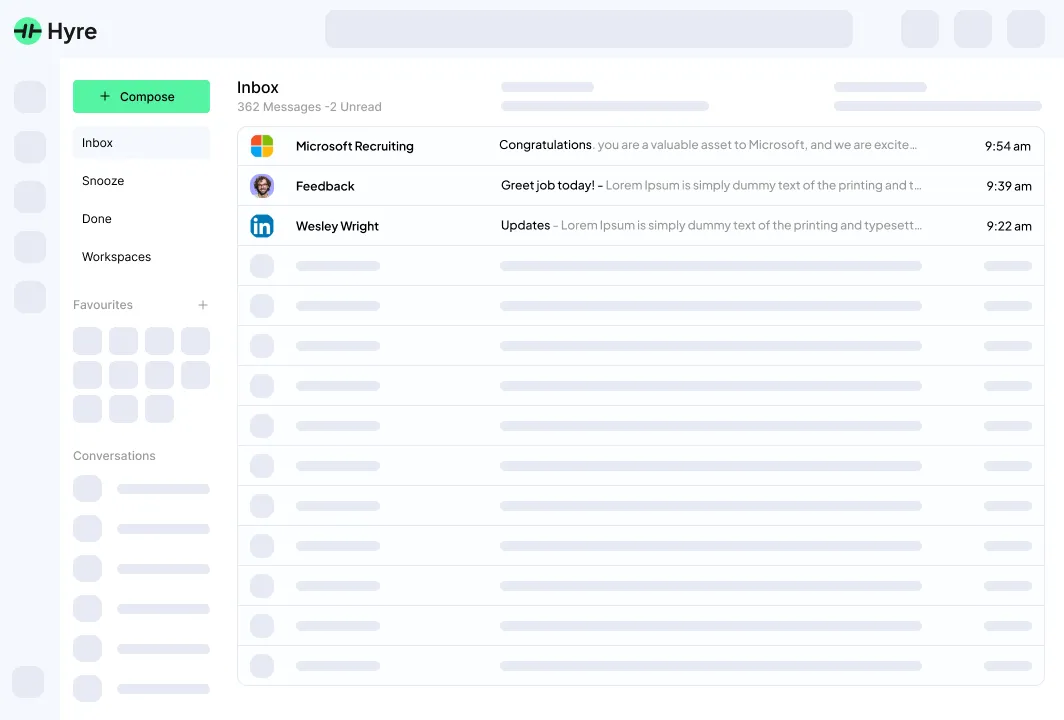 Hyre
+ Compose
Inbox
Snooze
Done
Workspaces
Favourites +
Conversations
Inbox
362 Messages -2 Unread
Microsoft Recruiting Congratulations. you are a valuable asset to Microsoft, and we are excite... 9:54 am
Feedback Greet job today! - Lorem Ipsum is simply dummy text of the printing and t... 9:39 am
in Wesley Wright Updates - Lorem Ipsum is simply dummy text of the printing and typesett... 9:22 am